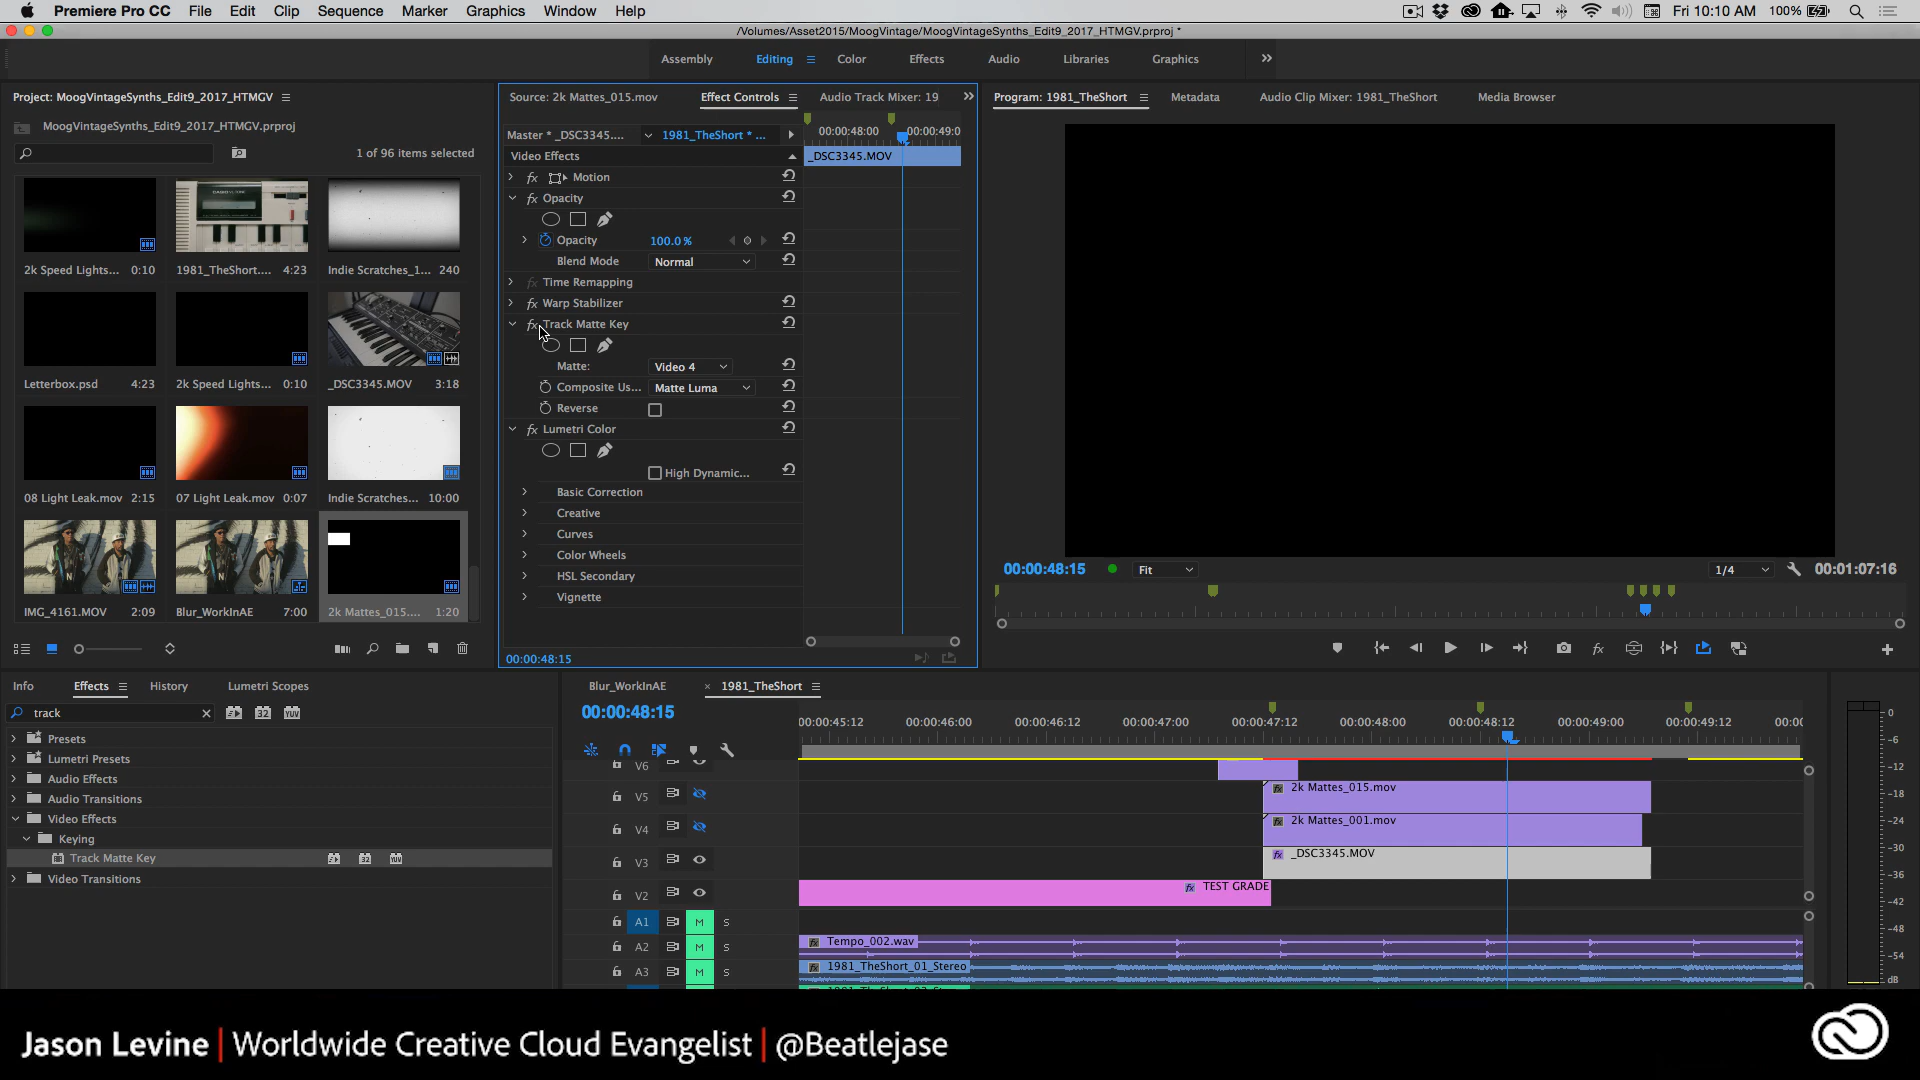 Premiere Pro CC File Edit Clip Sequence Marker Graphics Window Help Fri 10:10 AM 100%
/Volumes/Asset2015/MoogVintage/MoogVintageSynths_Edit9_2017_HTMGV.prproj *
Assembly Editing Color Effects Audio Libraries Graphics
Project: MoogVintageSynths_Edit9_2017_HTMGV
MoogVintageSynths_Edit9_2017_HTMGV.prproj
1 of 96 items selected
2k Speed Lights... 0:10 1981_TheShort.... 4:23 Indie Scratches_1... 240
Letterbox.psd 4:23 2k Speed Lights... 0:10 _DSC3345.MOV 3:18
08 Light Leak.mov 2:15 07 Light Leak.mov 0:07 Indie Scratches... 10:00
IMG_4161.MOV 2:09 Blur_WorkInAE 7:00 2k Mattes_015.... 1:20
Source: 2k Mattes_015.mov Effect Controls Audio Track Mixer: 19
Master * _DSC3345.... 1981_TheShort * ... 00:00:48:00 00:00:49:0
Video Effects _DSC3345.MOV
fx Motion
fx Opacity
Opacity 100.0 %
Blend Mode Normal
fx Time Remapping
fx Warp Stabilizer
fx Track Matte Key
Matte: Video 4
Composite Us... Matte Luma
Reverse
fx Lumetri Color
High Dynamic...
Basic Correction
Creative
Curves
Color Wheels
HSL Secondary
Vignette
00:00:48:15
Program: 1981_TheShort Metadata Audio Clip Mixer: 1981_TheShort Media Browser
00:00:48:15 Fit 1/4 00:01:07:16
Info Effects History Lumetri Scopes
track 32 YUV
Presets
Lumetri Presets
Audio Effects
Audio Transitions
Video Effects
Keying
Track Matte Key 32 YUV
Video Transitions
Blur_WorkInAE × 1981_TheShort
00:00:48:15
00:00:45:12 00:00:46:00 00:00:46:12 00:00:47:00 00:00:47:12 00:00:48:00 00:00:48:12 00:00:49:00 00:00:49:12
V6
V5 fx 2k Mattes_015.mov
V4 fx 2k Mattes_001.mov
V3 fx _DSC3345.MOV
V2 fx TEST GRADE
A1 M S
A2 M S fx Tempo_002.wav
A3 M S fx 1981_TheShort_01_Stereo
0
-6
-12
-18
-24
-30
-36
-42
-48
-54
dB
Jason Levine | Worldwide Creative Cloud Evangelist | @Beatlejase